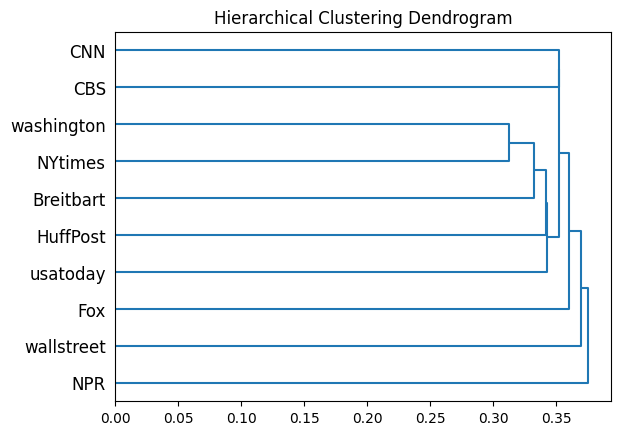 Hierarchical Clustering Dendrogram
CNN
CBS
washington
NYtimes
Breitbart
HuffPost
usatoday
Fox
wallstreet
NPR
0.00 0.05 0.10 0.15 0.20 0.25 0.30 0.35